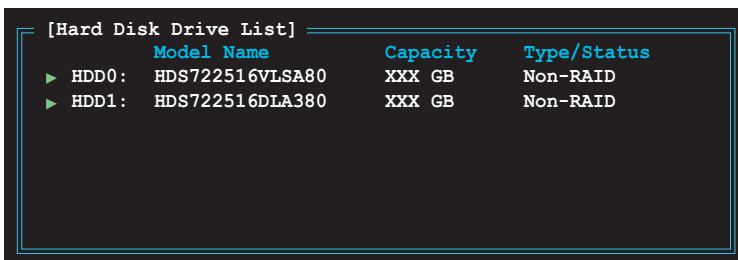 [Hard Disk Drive List]
Model Name Capacity Type/Status
HDD0: HDS722516VLSA80 XXX GB Non-RAID
HDD1: HDS722516DLA380 XXX GB Non-RAID